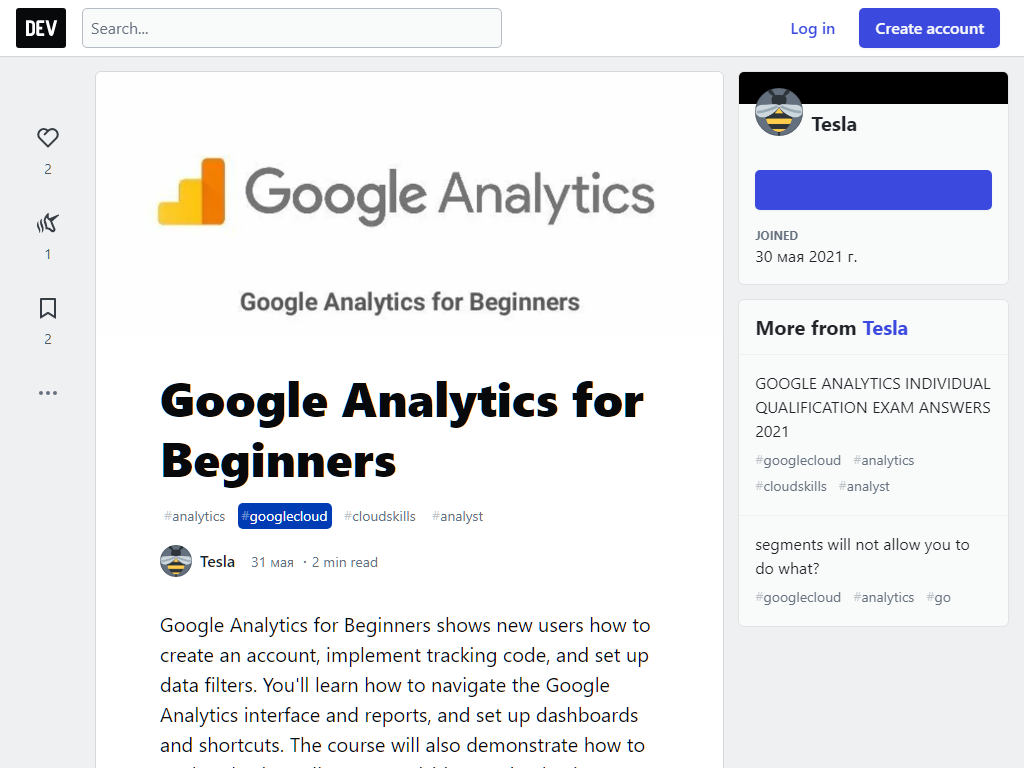 DEV
Search...
Log in
Create account
2
1
2
Google Analytics
Google Analytics for Beginners
Google Analytics for
Beginners
#analytics #googlecloud #cloudskills #analyst
Tesla 31 мая · 2 min read
Google Analytics for Beginners shows new users how to
create an account, implement tracking code, and set up
data filters. You'll learn how to navigate the Google
Analytics interface and reports, and set up dashboards
and shortcuts. The course will also demonstrate how to
Tesla
JOINED
30 мая 2021 г.
More from Tesla
GOOGLE ANALYTICS INDIVIDUAL
QUALIFICATION EXAM ANSWERS
2021
#googlecloud #analytics
#cloudskills #analyst
segments will not allow you to
do what?
#googlecloud #analytics #go